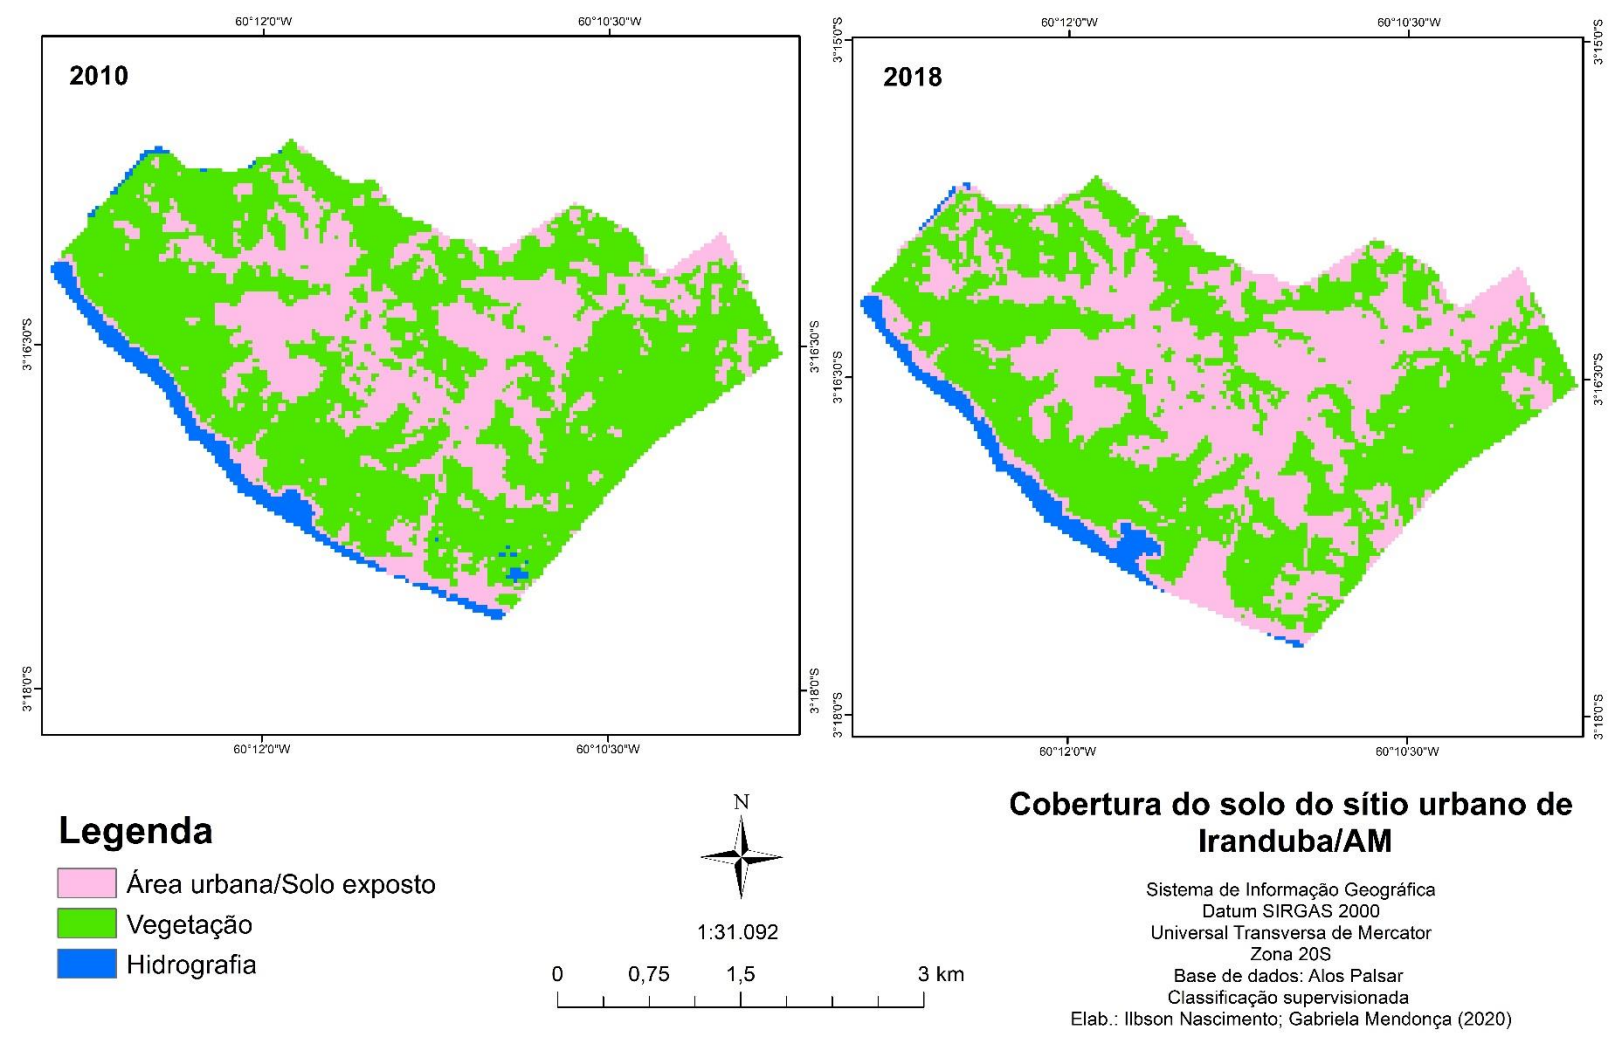 60°12'0"W
60°10'30"W
60°12'0"W
60°10'30"W
2010
2018
3°15'0"S
3°15'0"S
3°16'30"S
3°16'30"S
3°16'30"S
3°16'30"S
3°18'0"S
3°18'0"S
3°18'0"S
3°18'0"S
60°12'0"W
60°10'30"W
60°12'0"W
60°10'30"W
Legenda
Área urbana/Solo exposto
Vegetação
Hidrografia
N
1:31.092
0 0,75 1,5 3 km
Cobertura do solo do sítio urbano de
Iranduba/AM
Sistema de Informação Geográfica
Datum SIRGAS 2000
Universal Transversa de Mercator
Zona 20S
Base de dados: Alos Palsar
Classificação supervisionada
Elab.: Ilbson Nascimento; Gabriela Mendonça (2020)